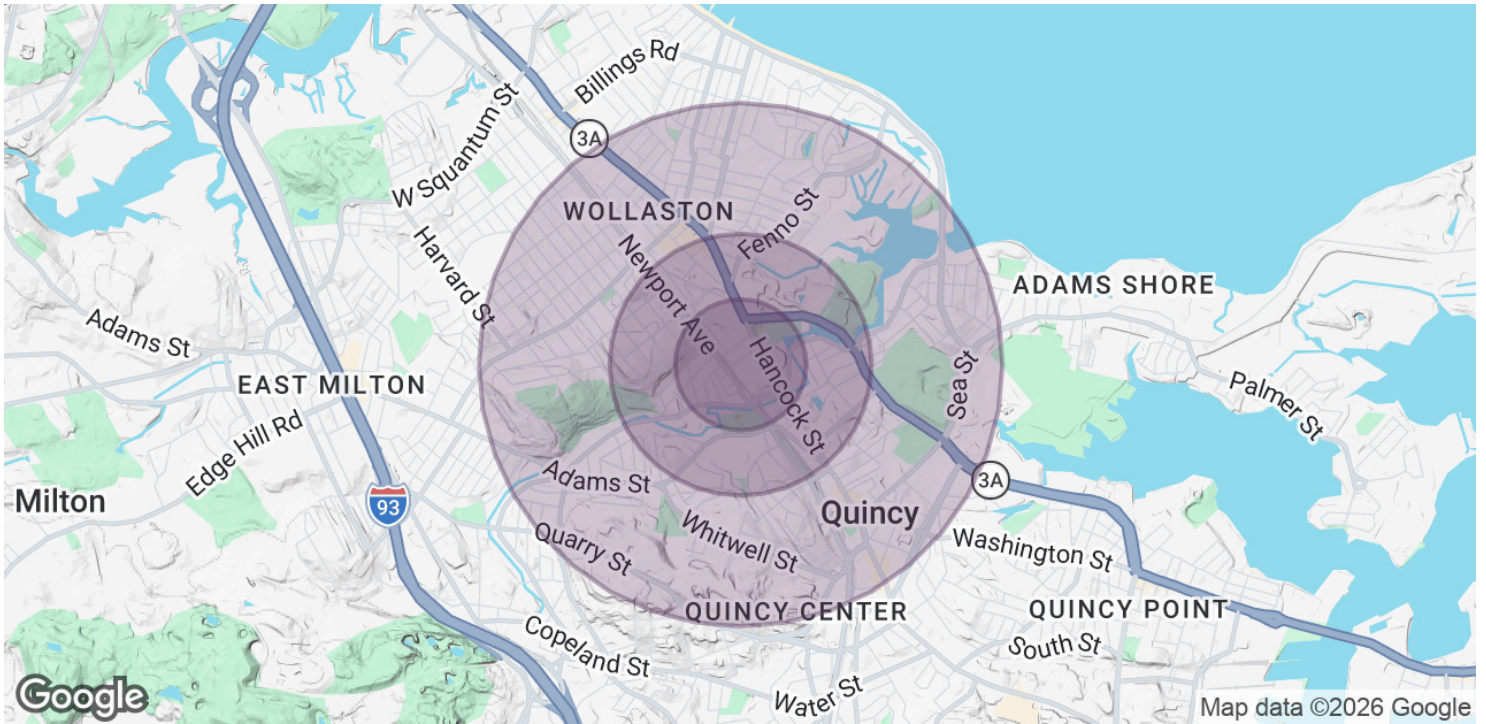 Billings Rd
3A
W Squantum St
WOLLASTON
Fenno St
Newport Ave
Harvard St
ADAMS SHORE
Adams St
Hancock St
Sea St
Palmer St
EAST MILTON
Edge Hill Rd
Adams St
3A
Milton
93
Quincy
Whitwell St
Quarry St
Washington St
QUINCY CENTER
QUINCY POINT
Copeland St
South St
Water St
Google
Map data ©2026 Google